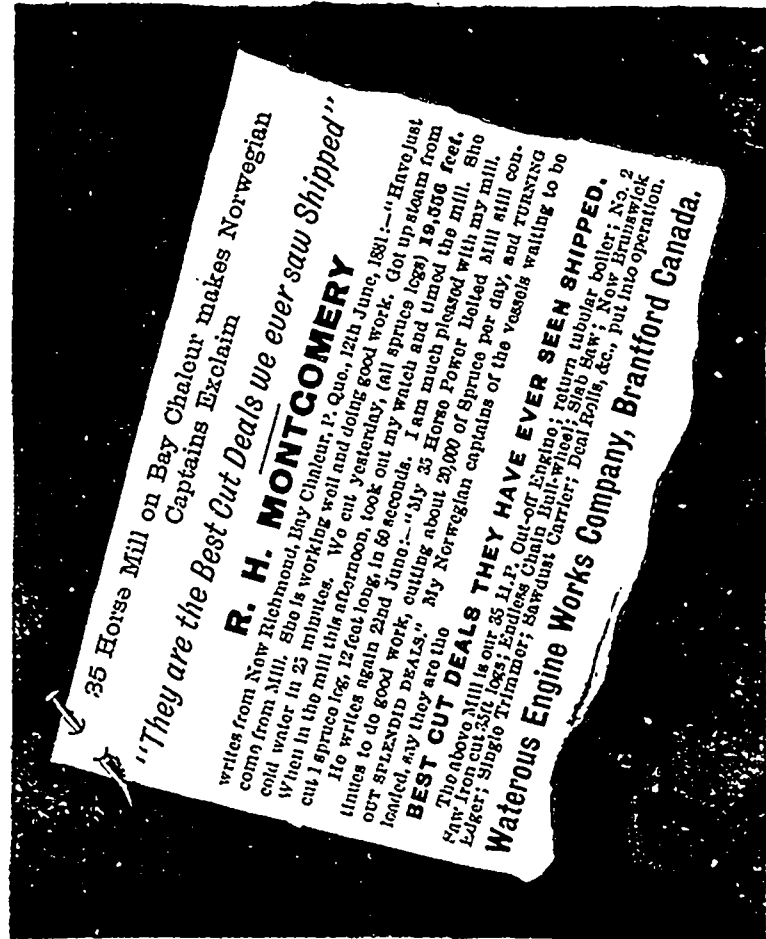 35 Horse Mill on Bay Chalcur makes Norwegian
Captains Exclaim
"They are the Best Cut Deals we ever saw Shipped"
R. H. MONTGOMERY
writes from New Richmond, Bay Chalcur, P. Quo., 12th June, 1881:—"Have just
come from Mill. She is working well and doing good work. Got up steam from
cold water in 25 minutes. We cut yesterday, (all spruce logs) 19,556 feet.
When in the mill this afternoon, took out my watch and timed the mill. She
cut 1 spruce log, 12 feet long, in 60 seconds. I am much pleased with my mill.
He writes again 22nd June:—"My 35 Horse Power Belted Mill still con-
tinues to do good work, cutting about 20,000 of Spruce per day, and TURNING
OUT SPLENDID DEALS." My Norwegian captains of the vessels waiting to be
loaded, say they are the
BEST CUT DEALS THEY HAVE EVER SEEN SHIPPED.
The above Mill is our 35 H.P. Cut-off Engine; return tubular boiler; No. 2
Saw Iron cut 35ft logs; Endless Chain Bull-wheel; Slab Saw; New Brunswick
Edger; Single Trimmer; Sawdust Carrier; Deal Rolls, &c., put into operation.
Waterous Engine Works Company, Brantford Canada.